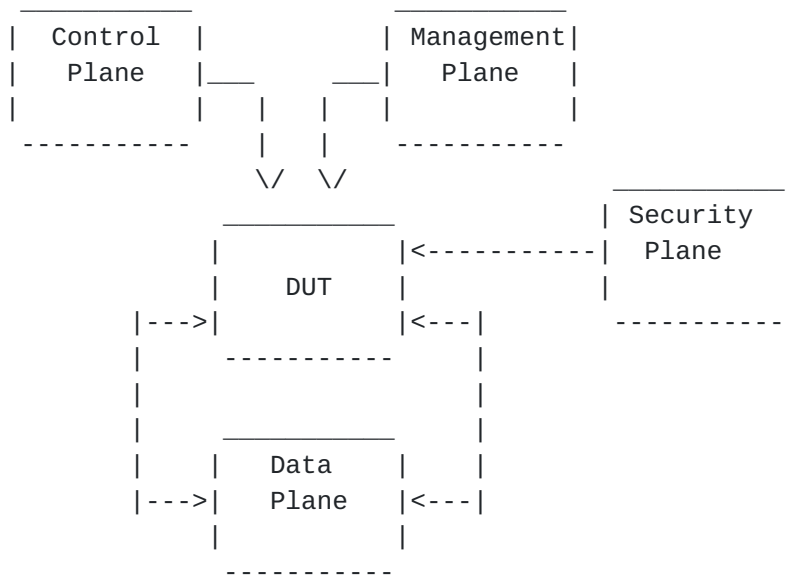 Control Management
Plane Plane
Security
Plane
DUT
Data
Plane